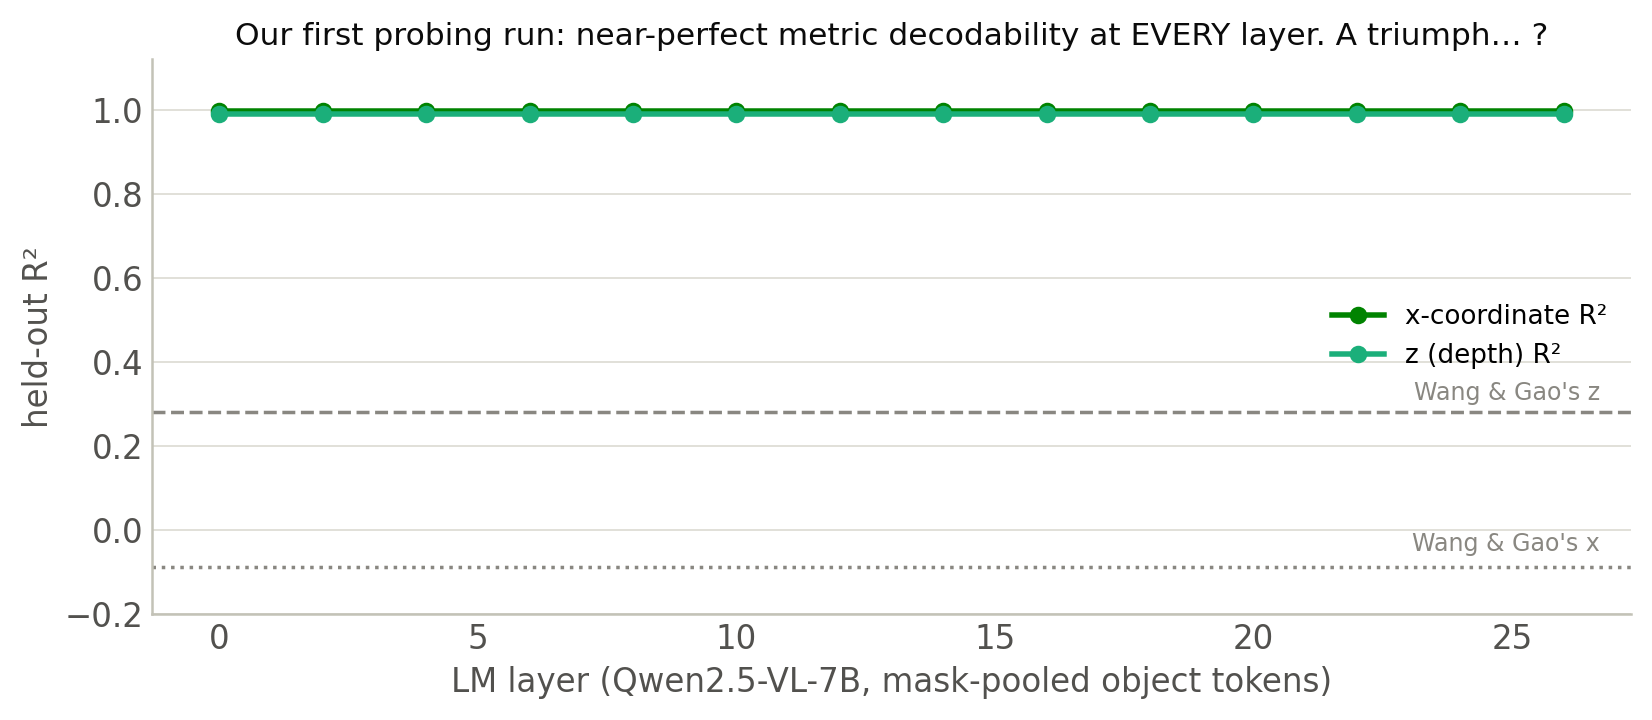 Our first probing run: near-perfect metric decodability at EVERY layer. A triumph... ?
1.0
0.8
0.6
0.4
0.2
0.0
−0.2
held-out R²
x-coordinate R²
z (depth) R²
Wang & Gao's z
Wang & Gao's x
0 5 10 15 20 25
LM layer (Qwen2.5-VL-7B, mask-pooled object tokens)